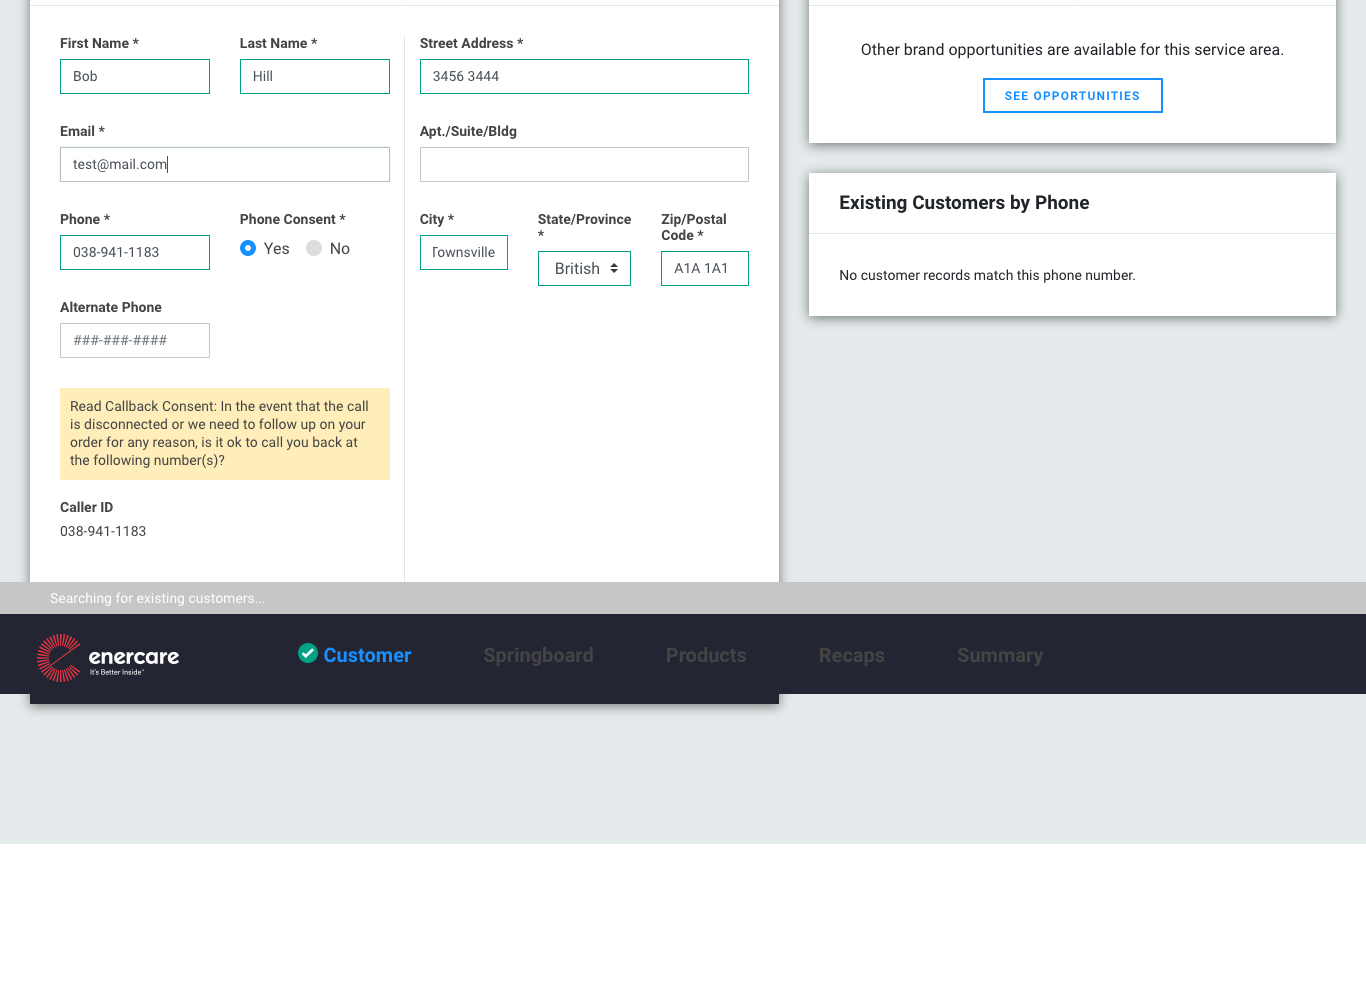 First Name *
Last Name *
Bob
Hill
Email *
test@mail.com
Phone *
Phone Consent *
038-941-1183
Yes
No
Alternate Phone
###-###-####
Read Callback Consent: In the event that the call
is disconnected or we need to follow up on your
order for any reason, is it ok to call you back at
the following number(s)?
Caller ID
038-941-1183
Street Address *
3456 3444
Apt./Suite/Bldg
City *
State/Province
*
Zip/Postal
Code *
Townsville
British
A1A 1A1
Other brand opportunities are available for this service area.
SEE OPPORTUNITIES
Existing Customers by Phone
No customer records match this phone number.
Searching for existing customers...
enercare
It's Better Inside™
Customer
Springboard
Products
Recaps
Summary